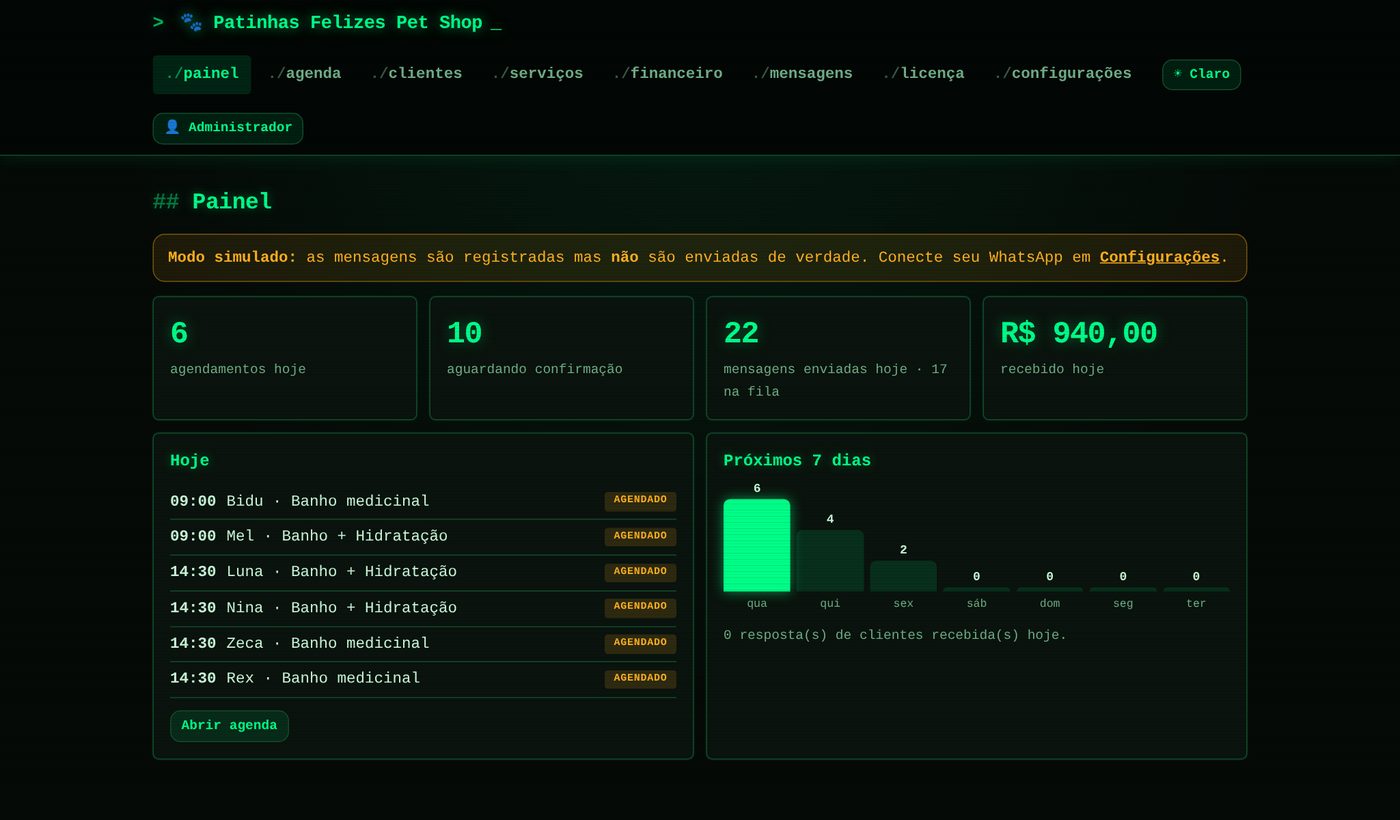 > 🐾 Patinhas Felizes Pet Shop _
./painel ./agenda ./clientes ./serviços ./financeiro ./mensagens ./licença ./configurações ☀ Claro
👤 Administrador
## Painel
Modo simulado: as mensagens são registradas mas não são enviadas de verdade. Conecte seu WhatsApp em Configurações.
6
agendamentos hoje
10
aguardando confirmação
22
mensagens enviadas hoje · 17
na fila
R$ 940,00
recebido hoje
Hoje
09:00 Bidu · Banho medicinal AGENDADO
09:00 Mel · Banho + Hidratação AGENDADO
14:30 Luna · Banho + Hidratação AGENDADO
14:30 Nina · Banho + Hidratação AGENDADO
14:30 Zeca · Banho medicinal AGENDADO
14:30 Rex · Banho medicinal AGENDADO
Abrir agenda
Próximos 7 dias
6 4 2 0 0 0 0
qua qui sex sáb dom seg ter
0 resposta(s) de clientes recebida(s) hoje.